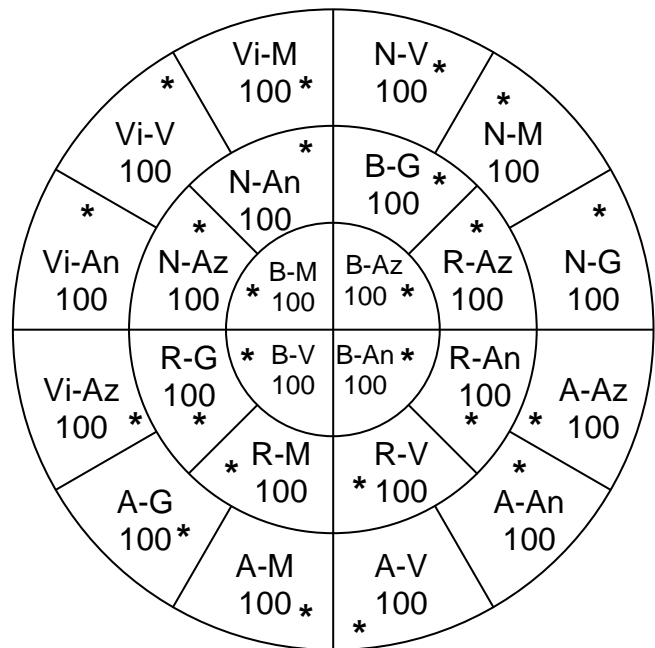 Vi-M
100 *
N-V *
100
*
N-M
100
*
N-G
100
A-Az
* 100
*
A-An
100
A-V
100
*
A-M
100 *
A-G
100 *
Vi-Az
100 *
*
Vi-An
100
*
Vi-V
100
*
N-An
100
B-G *
100
*
R-Az
100
R-An
100
*
R-V
* 100
* R-M
100
R-G
100
*
*
N-Az
100
B-M
* 100
B-Az
100 *
B-An *
100
* B-V
100